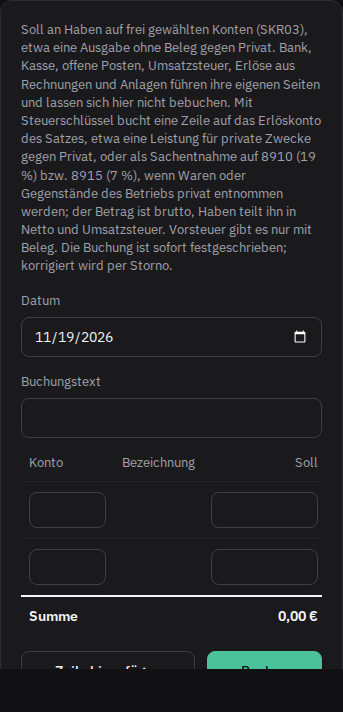 Soll an Haben auf frei gewählten Konten (SKR03),
etwa eine Ausgabe ohne Beleg gegen Privat. Bank,
Kasse, offene Posten, Umsatzsteuer, Erlöse aus
Rechnungen und Anlagen führen ihre eigenen Seiten
und lassen sich hier nicht bebuchen. Mit
Steuerschlüssel bucht eine Zeile auf das Erlöskonto
des Satzes, etwa eine Leistung für private Zwecke
gegen Privat, oder als Sachentnahme auf 8910 (19
%) bzw. 8915 (7 %), wenn Waren oder
Gegenstände des Betriebs privat entnommen
werden; der Betrag ist brutto, Haben teilt ihn in
Netto und Umsatzsteuer. Vorsteuer gibt es nur mit
Beleg. Die Buchung ist sofort festgeschrieben;
korrigiert wird per Storno.
Datum
11/19/2026
Buchungstext
Konto Bezeichnung Soll
Summe 0,00 €